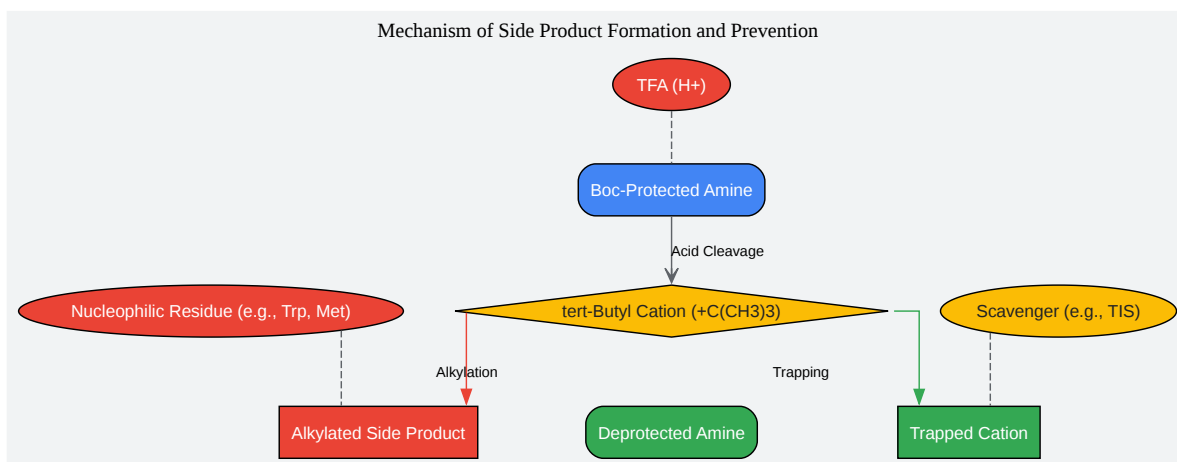 Mechanism of Side Product Formation and Prevention
TFA (H+)
Boc-Protected Amine
Acid Cleavage
Nucleophilic Residue (e.g., Trp, Met)
tert-Butyl Cation (+C(CH3)3)
Scavenger (e.g., TIS)
Alkylation
Trapping
Alkylated Side Product
Deprotected Amine
Trapped Cation